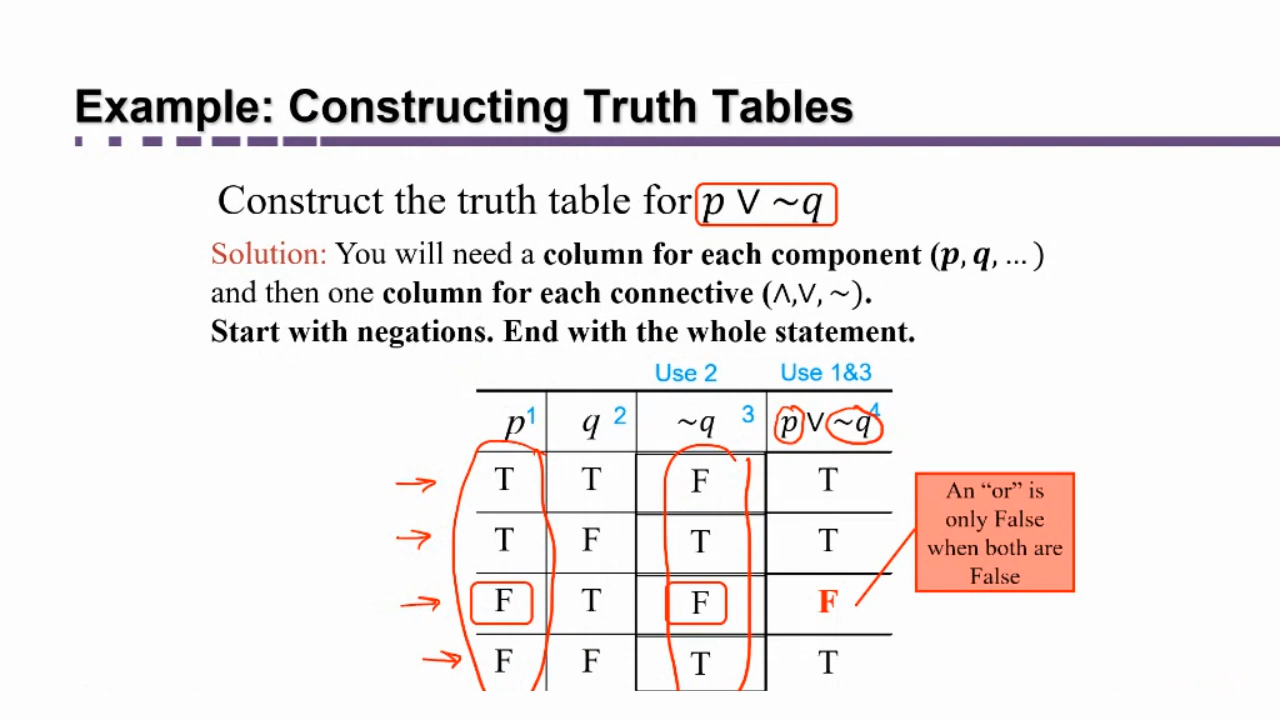 Example: Constructing Truth Tables
Construct the truth table for p ∨ ~q
Solution: You will need a column for each component (p, q, … )
and then one column for each connective (∧,∨, ~).
Start with negations. End with the whole statement.
Use 2 Use 1&3
p 1 q 2 ~q 3 p ∨ ~q 4
T T F T
T F T T
F T F F
F F T T
An “or” is
only False
when both are
False